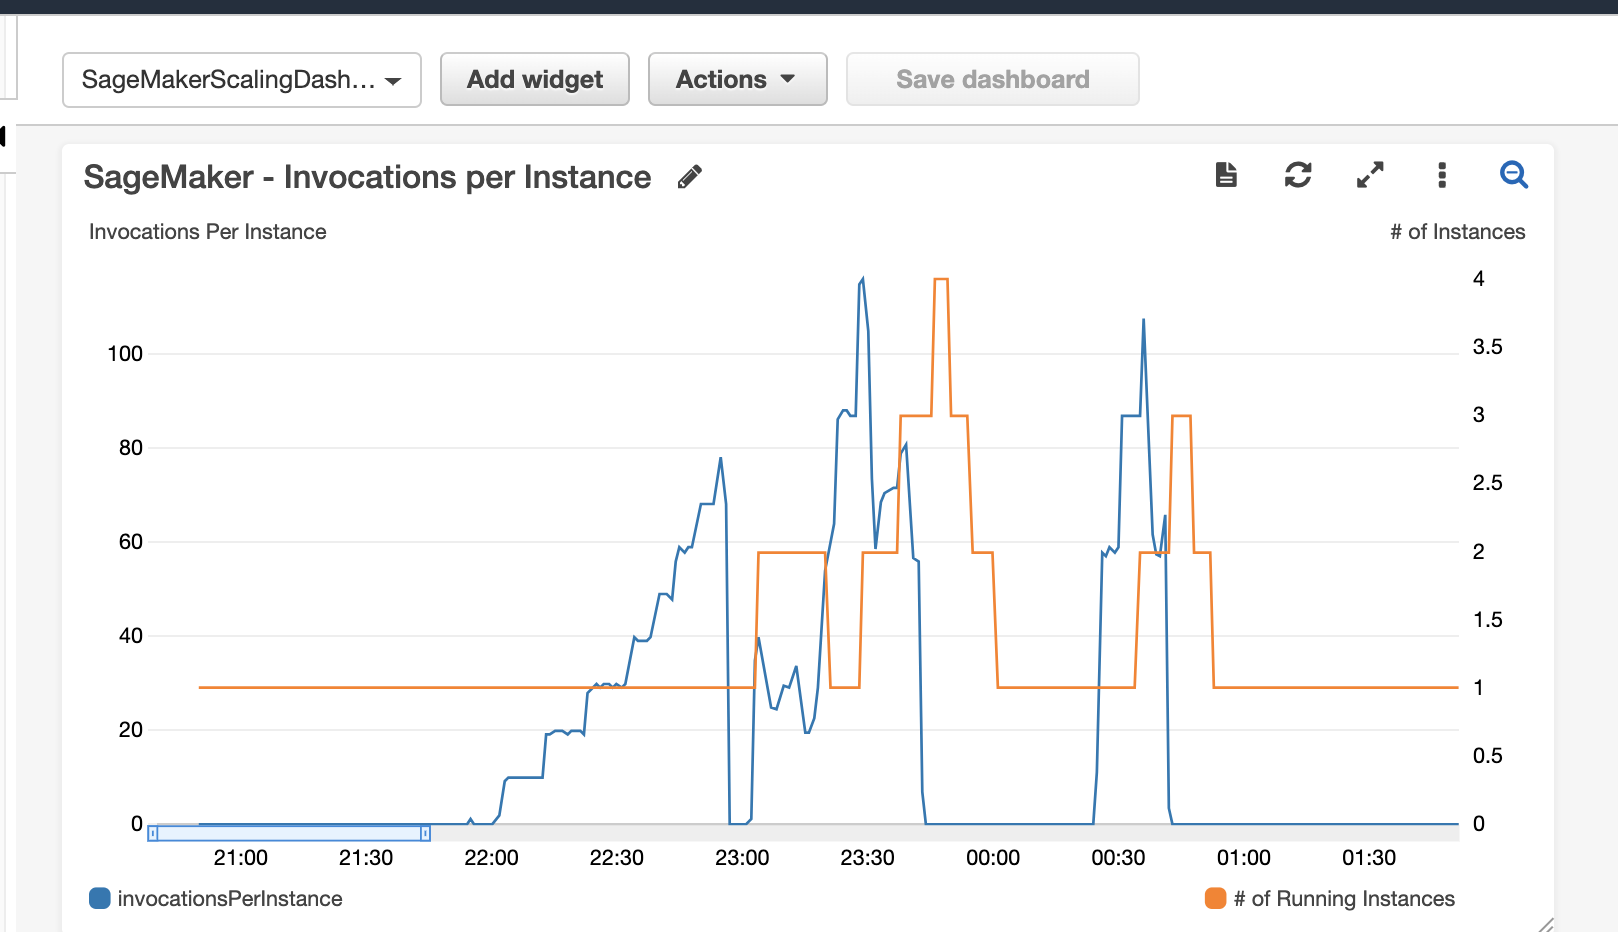 SageMakerScalingDash...
Add widget
Actions
Save dashboard
SageMaker - Invocations per Instance
Invocations Per Instance
# of Instances
4
100
3.5
3
80
2.5
60
2
1.5
40
1
20
0.5
0
0
21:00 21:30 22:00 22:30 23:00 23:30 00:00 00:30 01:00 01:30
invocationsPerInstance
# of Running Instances